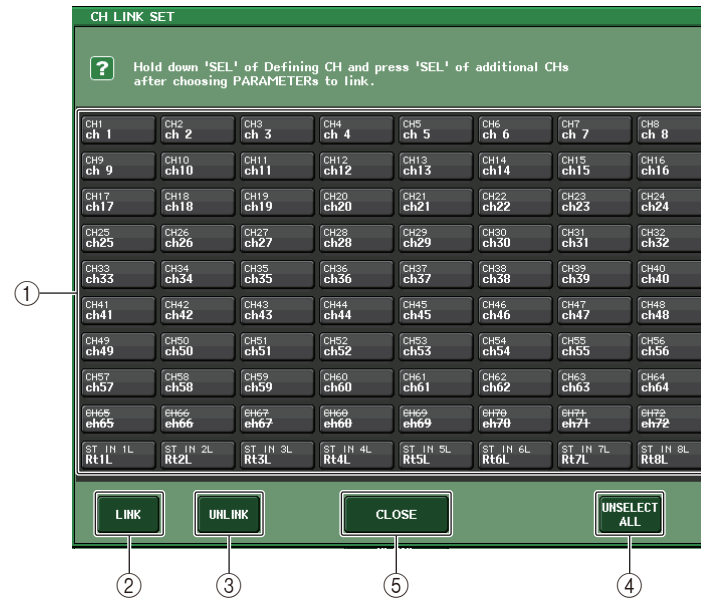 CH LINK SET
? Hold down 'SEL' of Defining CH and press 'SEL' of additional CHs
after choosing PARAMETERs to link.
CH1 CH2 CH3 CH4 CH5 CH6 CH7 CH8
ch 1 ch 2 ch 3 ch 4 ch 5 ch 6 ch 7 ch 8
CH9 CH10 CH11 CH12 CH13 CH14 CH15 CH16
ch 9 ch10 ch11 ch12 ch13 ch14 ch15 ch16
CH17 CH18 CH19 CH20 CH21 CH22 CH23 CH24
ch17 ch18 ch19 ch20 ch21 ch22 ch23 ch24
CH25 CH26 CH27 CH28 CH29 CH30 CH31 CH32
ch25 ch26 ch27 ch28 ch29 ch30 ch31 ch32
CH33 CH34 CH35 CH36 CH37 CH38 CH39 CH40
ch33 ch34 ch35 ch36 ch37 ch38 ch39 ch40
①
CH41 CH42 CH43 CH44 CH45 CH46 CH47 CH48
ch41 ch42 ch43 ch44 ch45 ch46 ch47 ch48
CH49 CH50 CH51 CH52 CH53 CH54 CH55 CH56
ch49 ch50 ch51 ch52 ch53 ch54 ch55 ch56
CH57 CH58 CH59 CH60 CH61 CH62 CH63 CH64
ch57 ch58 ch59 ch60 ch61 ch62 ch63 ch64
CH65 CH66 CH67 CH68 CH69 CH70 CH71 CH72
ch65 ch66 ch67 ch68 ch69 ch70 ch71 ch72
ST IN 1L ST IN 2L ST IN 3L ST IN 4L ST IN 5L ST IN 6L ST IN 7L ST IN 8L
Rt1L Rt2L Rt3L Rt4L Rt5L Rt6L Rt7L Rt8L
LINK UNLINK CLOSE UNSELECT
ALL
② ③ ⑤ ④